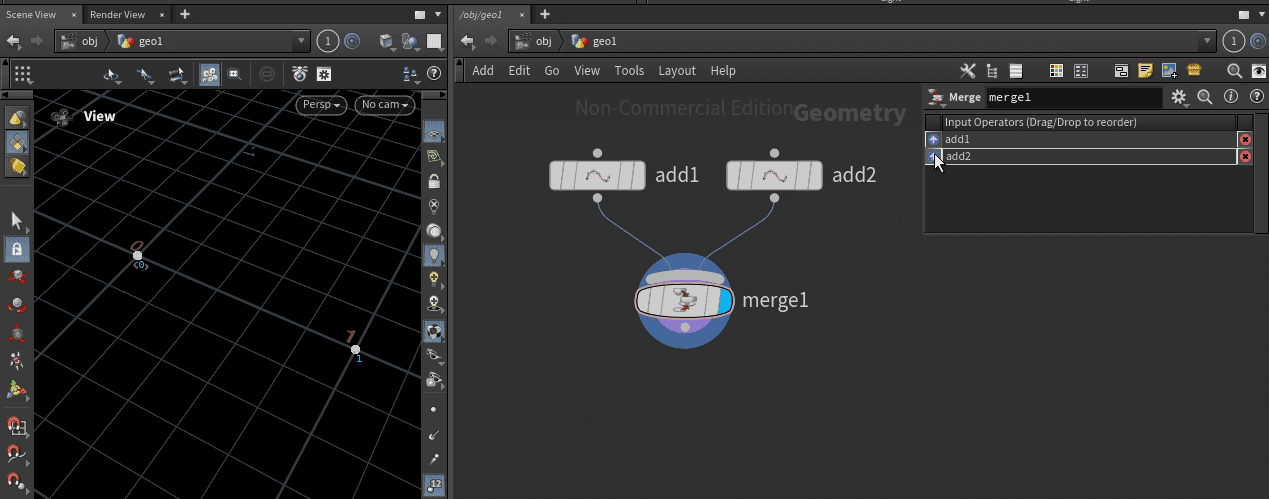 Scene View
Render View
/obj/geo1
obj
geo1
1
obj
geo1
1
Add
Edit
Go
View
Tools
Layout
Help
View
Persp
No cam
0
(0)
1
1
12
Non-Commercial Edition
Geometry
add1
add2
merge1
Merge
merge1
Input Operators (Drag/Drop to reorder)
add1
add2